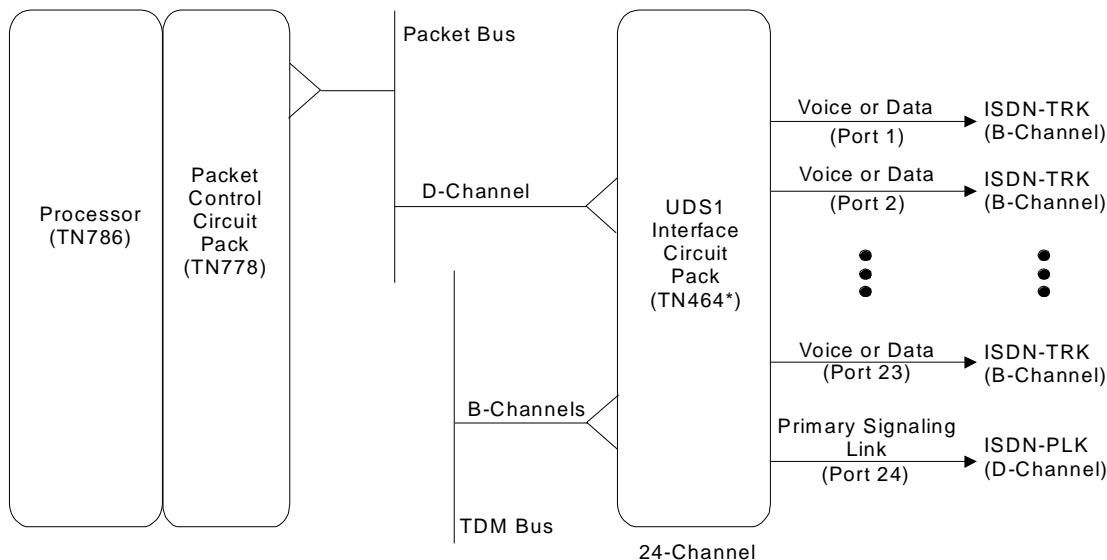 Processor
(TN786)
Packet
Control
Circuit
Pack
(TN778)
Packet Bus
D-Channel
B-Channels
TDM Bus
UDS1
Interface
Circuit
Pack
(TN464*)
24-Channel
Voice or Data
(Port 1)
ISDN-TRK
(B-Channel)
Voice or Data
(Port 2)
ISDN-TRK
(B-Channel)
Voice or Data
(Port 23)
ISDN-TRK
(B-Channel)
Primary Signaling
Link
(Port 24)
ISDN-PLK
(D-Channel)